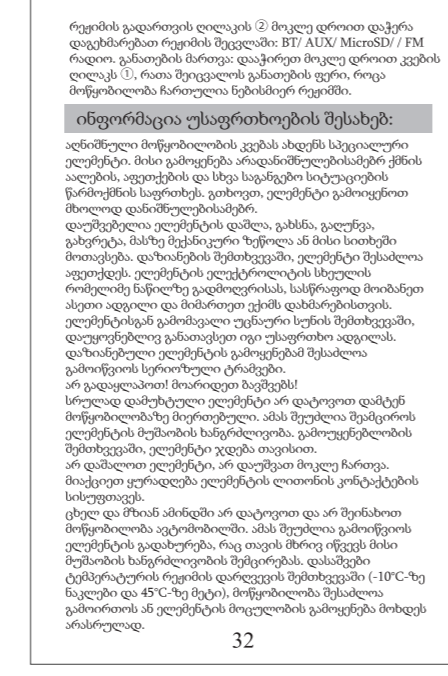 რეჟიმის გადართვის ღილაკის ② მოკლე დროით დაჭერა
დაგეხმარებათ რეჟიმის შეცვლაში: BT/ AUX/ MicroSD/ / FM
რადიო. განათების მართვა: დააჭირეთ მოკლე დროით კვების
ღილაკს ①, რათა შეიცვალოს განათების ფერი, როცა
მოწყობილობა ჩართულია ნებისმიერ რეჟიმში.
ინფორმაცია უსაფრთხოების შესახებ:
აღნიშნული მოწყობილობის კვებას ახდენს სპეციალური
ელემენტი. მისი გამოყენება არადანიშნულებისამებრ ქმნის
აალების, აფეთქების და სხვა საგანგებო სიტუაციების
წარმოქმნის საფრთხეს. გთხოვთ, ელემენტი გამოიყენოთ
მხოლოდ დანიშნულებისამებრ.
დაუშვებელია ელემენტის დაშლა, გახსნა, გაღუნვა,
გახვრეტა, მასზე მექანიკური ზეწოლა ან მისი სითხეში
მოთავსება. დაზიანების შემთხვევაში, ელემენტი შესაძლოა
აფეთქდეს. ელემენტის ელექტროლიტის სხეულის
რომელიმე ნაწილზე გადმოღვრისას, სასწრაფოდ მოიბანეთ
ასეთი ადგილი და მიმართეთ ექიმს დახმარებისთვის.
ელემენტისგან გამომავალი უცნაური სუნის შემთხვევაში,
დაუყოვნებლივ განათავსეთ იგი უსაფრთხო ადგილას.
დაზიანებული ელემენტის გამოყენებამ შესაძლოა
გამოიწვიოს სერიოზული ტრამვები.
არ გადაყლაპოთ! მოარიდეთ ბავშვებს!
სრულად დამუხტული ელემენტი არ დატოვოთ დამტენ
მოწყობილობაზე მიერთებული. ამას შეუძლია შეამციროს
ელემენტის მუშაობის ხანგრძლივობა. გამოუყენებლობის
შემთხვევაში, ელემენტი ჯდება თავისით.
არ დაშალოთ ელემენტი, არ დაუშვათ მოკლე ჩართვა.
მიაქციეთ ყურადღება ელემენტის ლითონის კონტაქტების
სისუფთავეს.
ცხელ და მზიან ამინდში არ დატოვოთ და არ შეინახოთ
მოწყობილობა ავტომობილში. ამას შეუძლია გამოიწვიოს
ელემენტის გადახურება, რაც თავის მხრივ იწვევს მისი
მუშაობის ხანგრძლივობის შემცირებას. დასაშვები
ტემპერატურის რეჟიმის დარღვევის შემთხვევაში (-10°C-ზე
ნაკლები და 45°C-ზე მეტი), მოწყობილობა შესაძლოა
გამოირთოს ან ელემენტის მოცულობის გამოყენება მოხდეს
არასრულად.
32